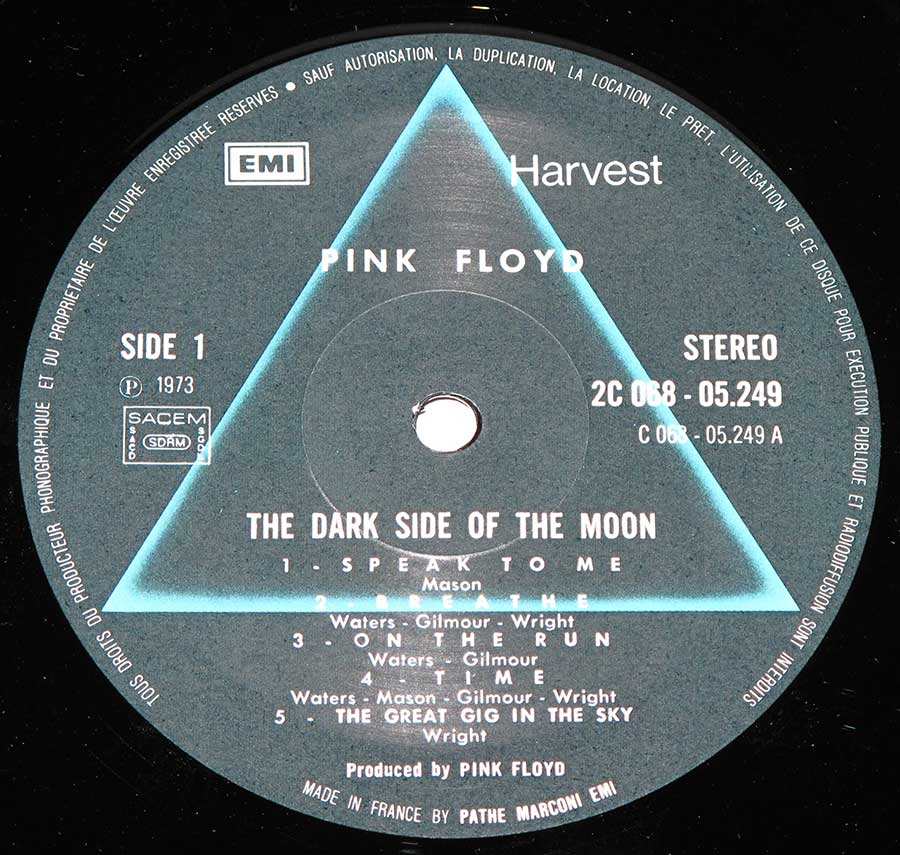 TOUS DROITS DU PRODUCTEUR PHONOGRAPHIQUE ET DU PROPRIETAIRE DE L'ŒUVRE ENREGISTREE RESERVES • SAUF AUTORISATION, LA DUPLICATION, LA LOCATION, LE PRET, L'UTILISATION DE CE DISQUE POUR EXECUTION PUBLIQUE ET RADIODIFFUSION SONT INTERDITS
EMI
Harvest
PINK FLOYD
SIDE 1
STEREO
Ⓟ 1973
2C 068 - 05.249
C 068 - 05.249 A
SACEM
SACD
SDRM
SGDL
THE DARK SIDE OF THE MOON
1 - SPEAK TO ME
Mason
2 - BREATHE
Waters - Gilmour - Wright
3 - ON THE RUN
Waters - Gilmour
4 - TIME
Waters - Mason - Gilmour - Wright
5 - THE GREAT GIG IN THE SKY
Wright
Produced by PINK FLOYD
MADE IN FRANCE BY PATHE MARCONI EMI